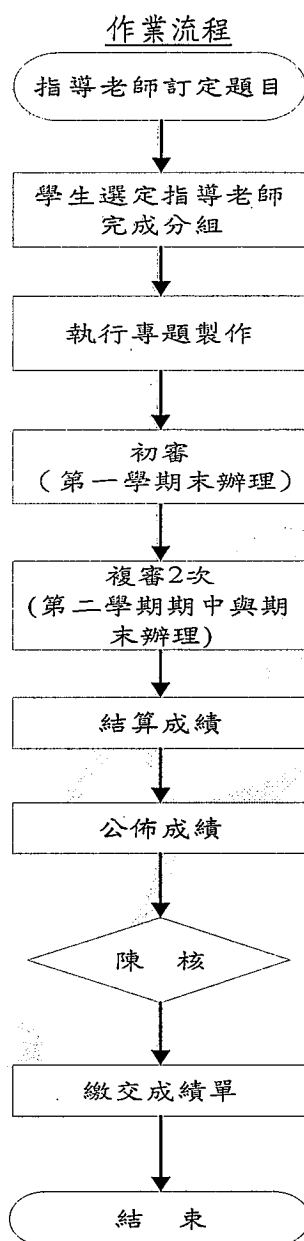 作業流程
指導老師訂定題目
學生選定指導老師
完成分組
執行專題製作
初審
（第一學期末辦理）
複審2次
(第二學期期中與期
末辦理)
結算成績
公佈成績
陳 核
繳交成績單
結 束